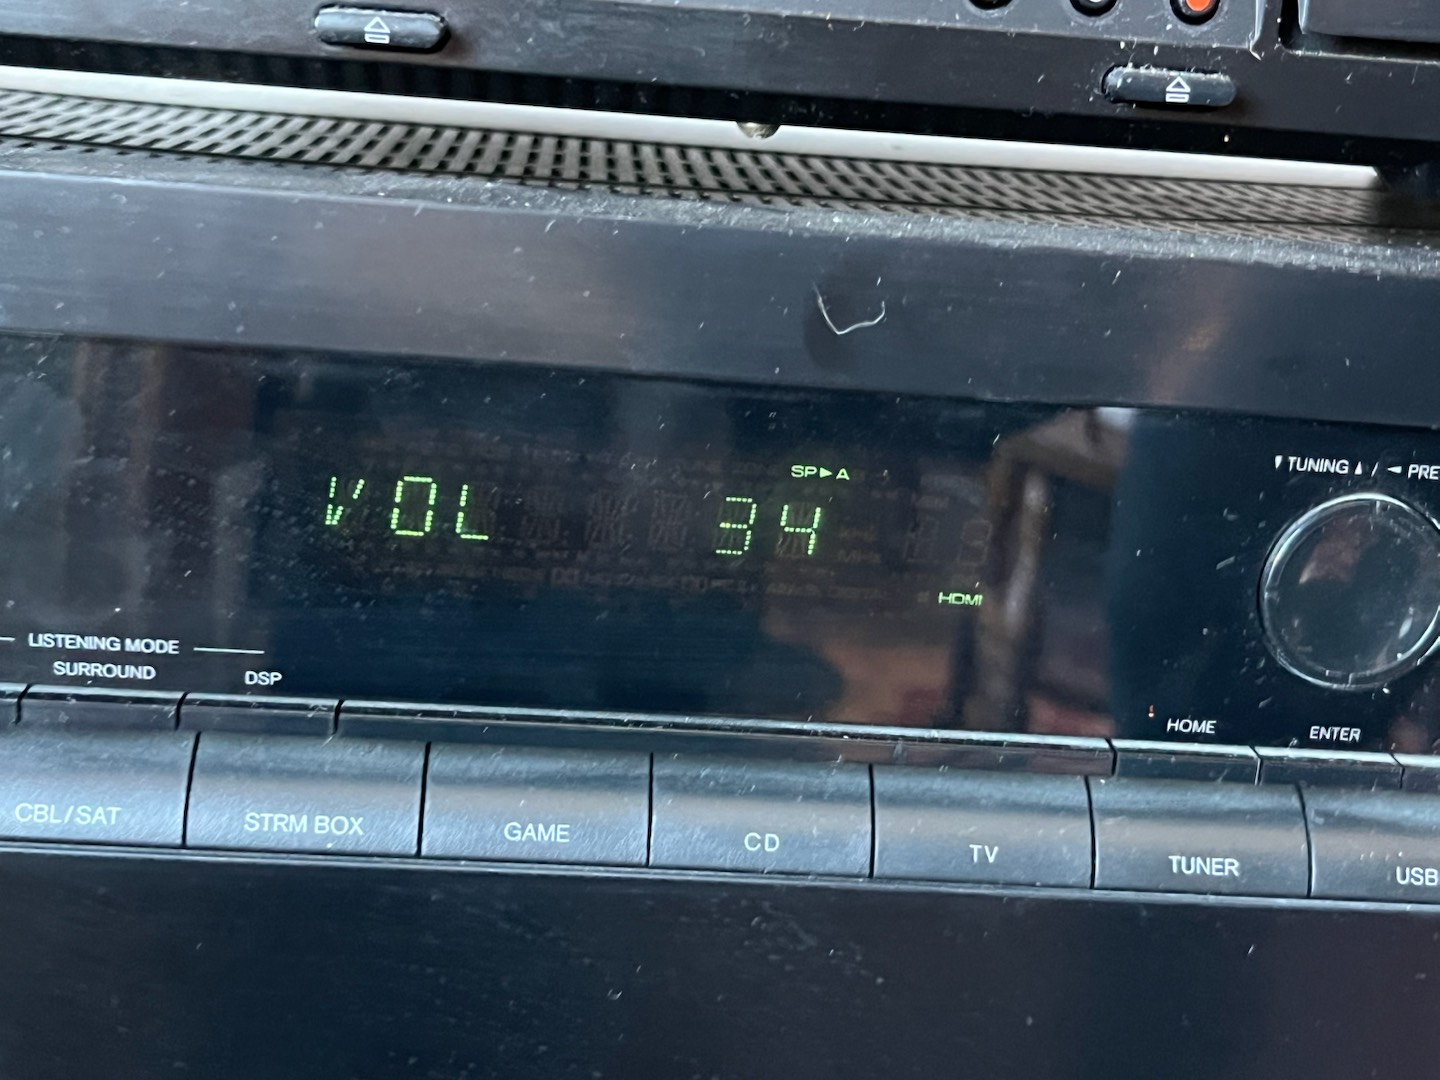 SP▶A
VOL 34
HDMI
TUNING / PRE
LISTENING MODE
SURROUND DSP
HOME ENTER
CBL/SAT STRM BOX GAME CD TV TUNER USB